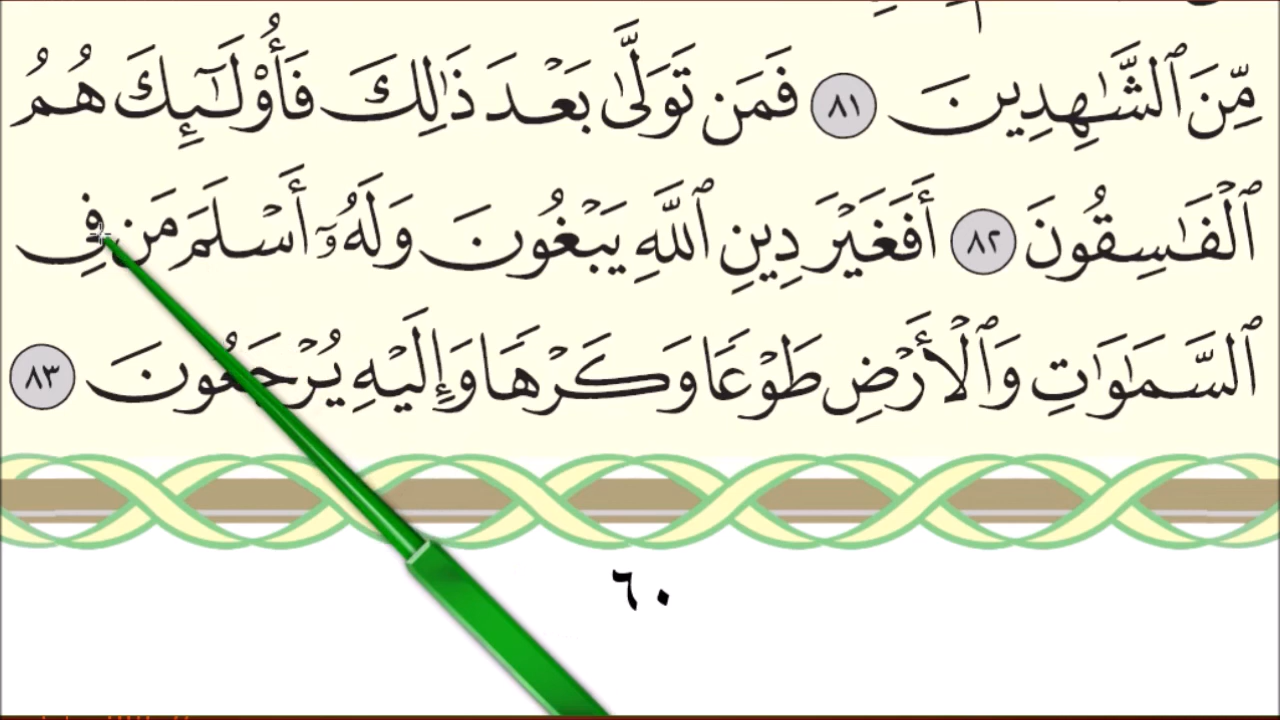 مِّنَ ٱلشَّـٰهِدِينَ ٨١ فَمَن تَوَلَّىٰ بَعْدَ ذَٰلِكَ فَأُو۟لَـٰٓئِكَ هُمُ
ٱلْفَـٰسِقُونَ ٨٢ أَفَغَيْرَ دِينِ ٱللَّهِ يَبْغُونَ وَلَهُۥٓ أَسْلَمَ مَن فِى
ٱلسَّمَـٰوَٰتِ وَٱلْأَرْضِ طَوْعًا وَكَرْهًا وَإِلَيْهِ يُرْجَعُونَ ٨٣
٦٠